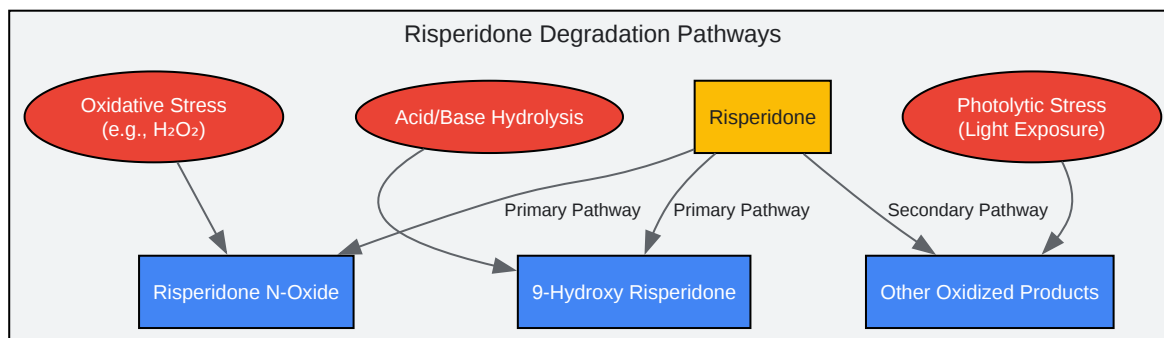 Risperidone Degradation Pathways
Oxidative Stress
(e.g., H₂O₂)
Acid/Base Hydrolysis
Risperidone
Photolytic Stress
(Light Exposure)
Primary Pathway
Primary Pathway
Secondary Pathway
Risperidone N-Oxide
9-Hydroxy Risperidone
Other Oxidized Products